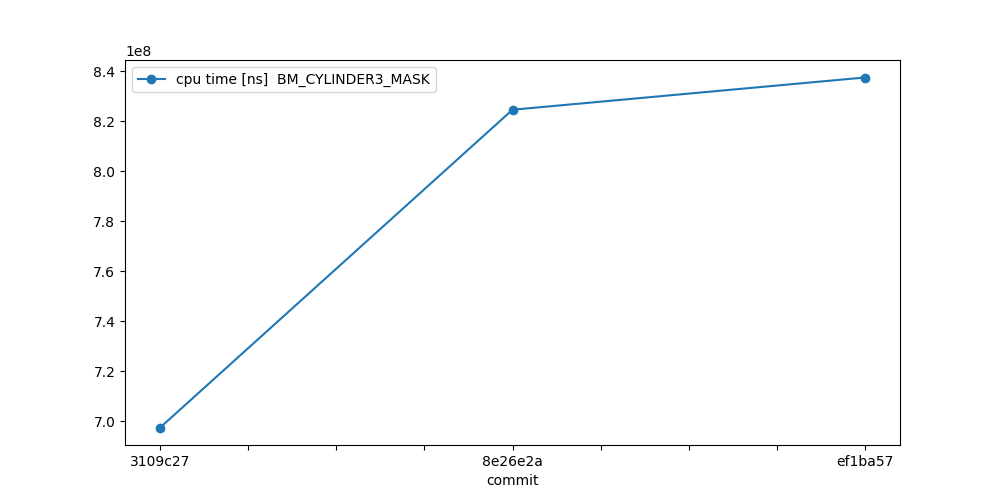 1e8
cpu time [ns]  BM_CYLINDER3_MASK
8.4
8.2
8.0
7.8
7.6
7.4
7.2
7.0
3109c27
8e26e2a
ef1ba57
commit